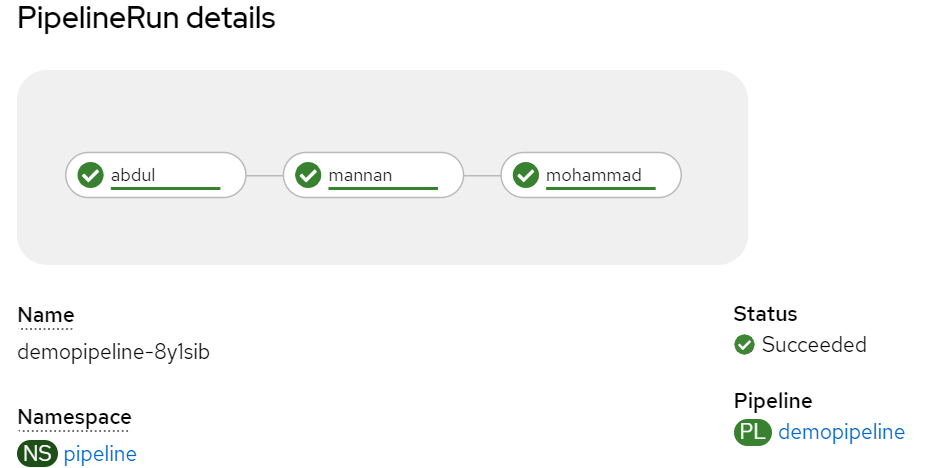 PipelineRun details
abdul
mannan
mohammad
Name
demopipeline-8y1sib
Namespace
NS pipeline
Status
Succeeded
Pipeline
PL demopipeline